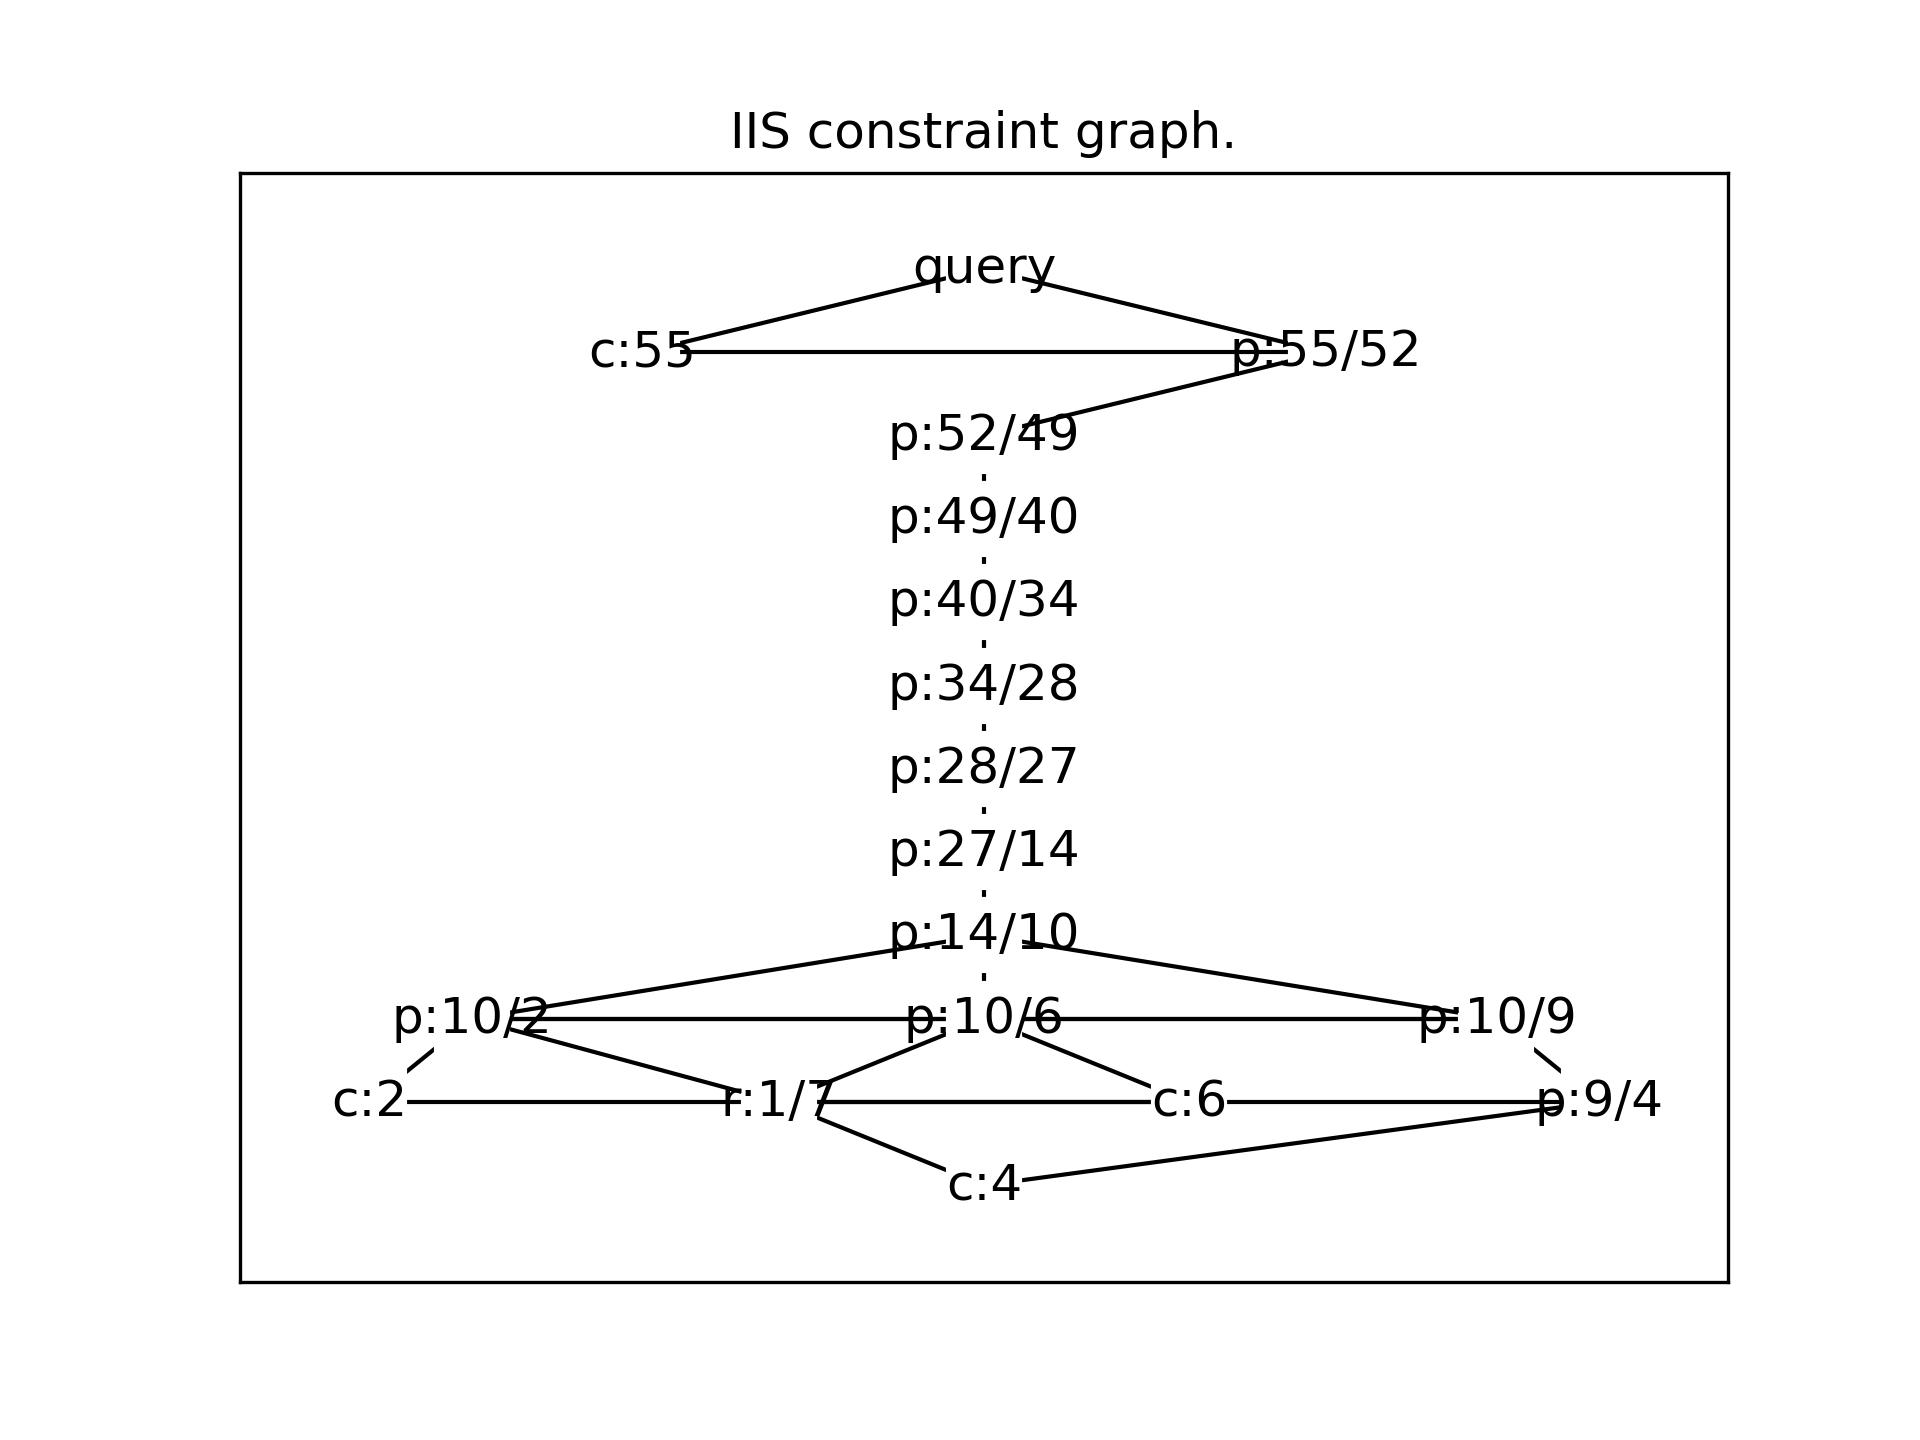 IIS constraint graph.
query
c:55 p:55/52
p:52/49
p:49/40
p:40/34
p:34/28
p:28/27
p:27/14
p:14/10
p:10/2 p:10/6 p:10/9
c:2 r:1/7 c:6 p:9/4
c:4